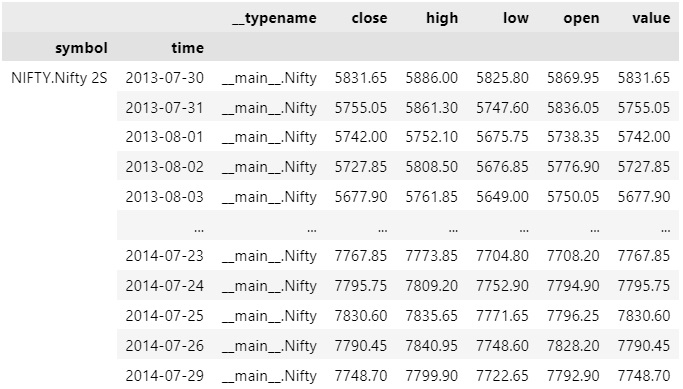 __typename close high low open value
symbol time
NIFTY.Nifty 2S 2013-07-30 __main__.Nifty 5831.65 5886.00 5825.80 5869.95 5831.65
2013-07-31 __main__.Nifty 5755.05 5861.30 5747.60 5836.05 5755.05
2013-08-01 __main__.Nifty 5742.00 5752.10 5675.75 5738.35 5742.00
2013-08-02 __main__.Nifty 5727.85 5808.50 5676.85 5776.90 5727.85
2013-08-03 __main__.Nifty 5677.90 5761.85 5649.00 5750.05 5677.90
... ... ... ... ... ... ...
2014-07-23 __main__.Nifty 7767.85 7773.85 7704.80 7708.20 7767.85
2014-07-24 __main__.Nifty 7795.75 7809.20 7752.90 7794.90 7795.75
2014-07-25 __main__.Nifty 7830.60 7835.65 7771.65 7796.25 7830.60
2014-07-26 __main__.Nifty 7790.45 7840.95 7748.60 7828.20 7790.45
2014-07-29 __main__.Nifty 7748.70 7799.90 7722.65 7792.90 7748.70